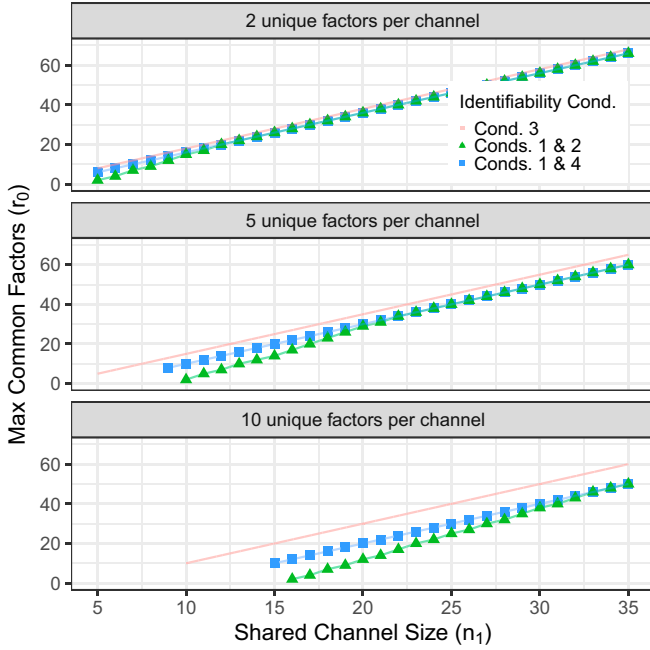 2 unique factors per channel
60
40
20
0
Identifiability Cond.
Cond. 3
Conds. 1 & 2
Conds. 1 & 4
5 unique factors per channel
60
40
20
0
Max Common Factors (r₀)
10 unique factors per channel
60
40
20
0
5 10 15 20 25 30 35
Shared Channel Size (n₁)